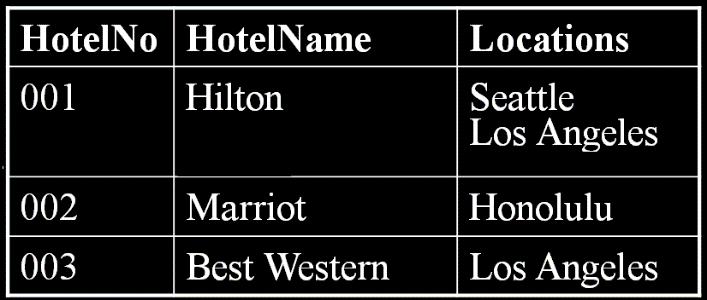 HotelNo HotelName Locations
001 Hilton Seattle
Los Angeles
002 Marriot Honolulu
003 Best Western Los Angeles